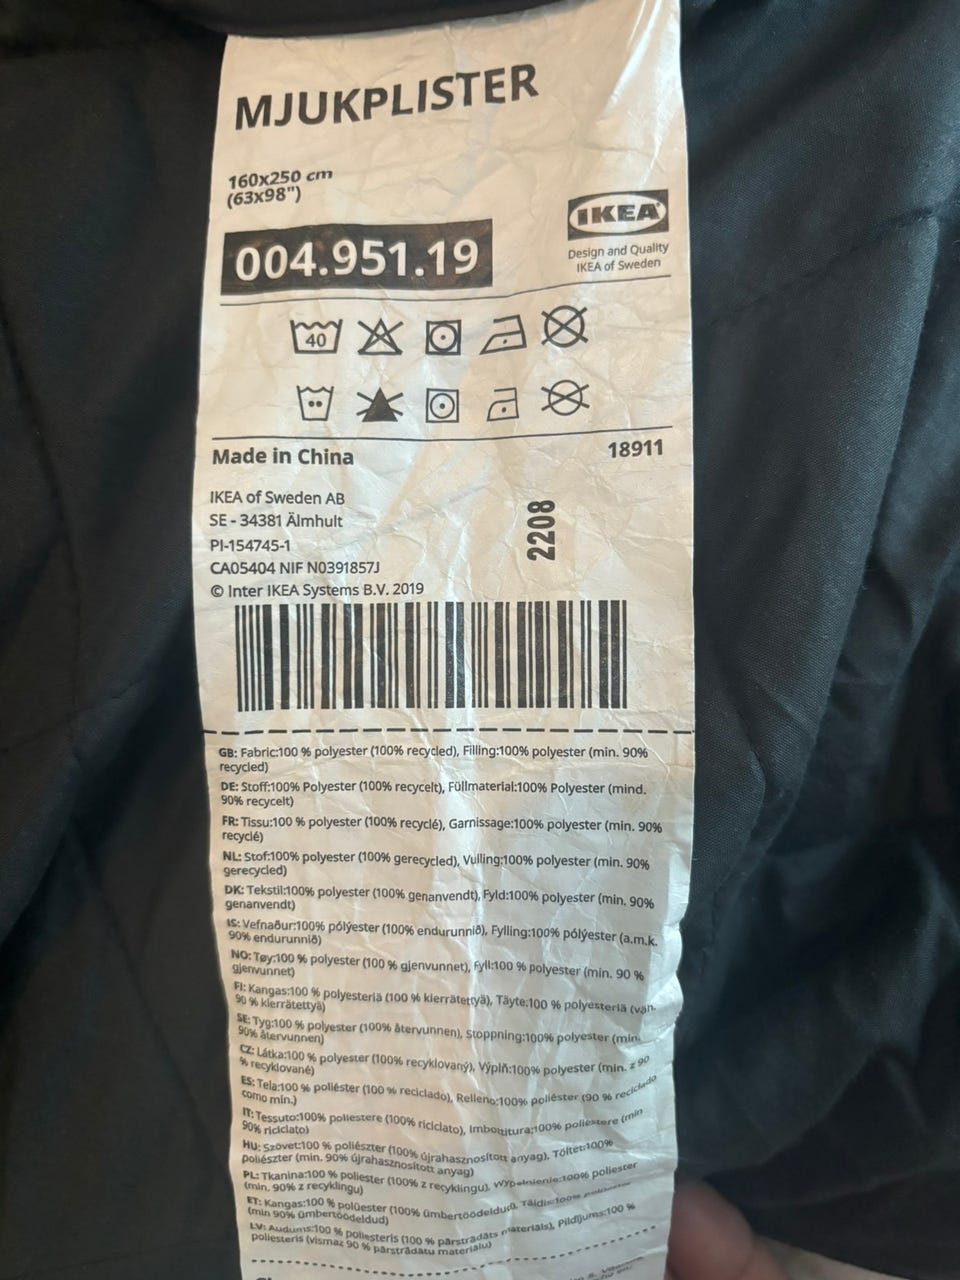 MJUKPLISTER
160x250 cm
(63x98")
004.951.19
IKEA
Design and Quality
IKEA of Sweden
40
Made in China
18911
IKEA of Sweden AB
SE - 34381 Älmhult
PI-154745-1
CA05404 NIF N0391857J
© Inter IKEA Systems B.V. 2019
2208
GB: Fabric:100 % polyester (100% recycled), Filling:100% polyester (min. 90%
recycled)
DE: Stoff:100% Polyester (100% recycelt), Füllmaterial:100% Polyester (mind.
90% recycelt)
FR: Tissu:100 % polyester (100% recyclé), Garnissage:100% polyester (min. 90%
recyclé)
NL: Stof:100% polyester (100% gerecycled), Vulling:100% polyester (min. 90%
gerecycled)
DK: Tekstil:100% polyester (100% genanvendt), Fyld:100% polyester (min. 90%
genanvendt)
IS: Vefnaður:100% pólýester (100% endurunnið), Fylling:100% pólýester (a.m.k.
90% endurunnið)
NO: Tøy:100 % polyester (100 % gjenvunnet), Fyll:100 % polyester (min. 90 %
gjenvunnet)
FI: Kangas:100 % polyesteria (100 % kierrätettyä), Täyte:100 % polyesteriä (vän.
90 % kierrätettyä)
SE: Tyg:100 % polyester (100% återvunnen), Stoppning:100% polyester (min.
90% återvunnen)
CZ: Látka:100 % polyester (100% recyklovaný), Výplň:100% polyester (min. z 90
% recyklované)
ES: Tela:100 % poliéster (100 % reciclado), Relleno:100% poliéster (90 % reciclado
como mín.)
IT: Tessuto:100% poliestere (100% riciclato), Imbottitura:100% poliestere (min
90% riciclato)
HU: Szövet:100 % poliészter (100% újrahasznosított anyag), Töltet:100%
poliészter (min. 90% újrahasznosított anyag)
PL: Tkanina:100 % poliester (100% z recyklingu), Wypełnienie:100% poliester
(min. 90% z recyklingu)
ET: Kangas:100 % polüester (100% ümbertöödeldud), Täidis:100% polüester
(min 90% ümbertöödeldud)
LV: Audums:100 % poliesteris (100 % pārstrādāts materiāls), Pildījums:100 %
poliesteris (vismaz 90 % pārstrādātu materiālu)